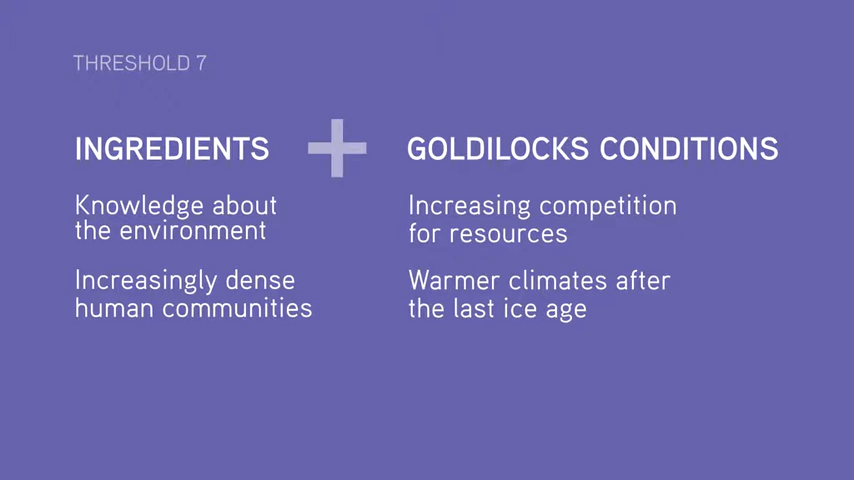 THRESHOLD 7
INGREDIENTS + GOLDILOCKS CONDITIONS
Knowledge about
the environment
Increasingly dense
human communities
Increasing competition
for resources
Warmer climates after
the last ice age